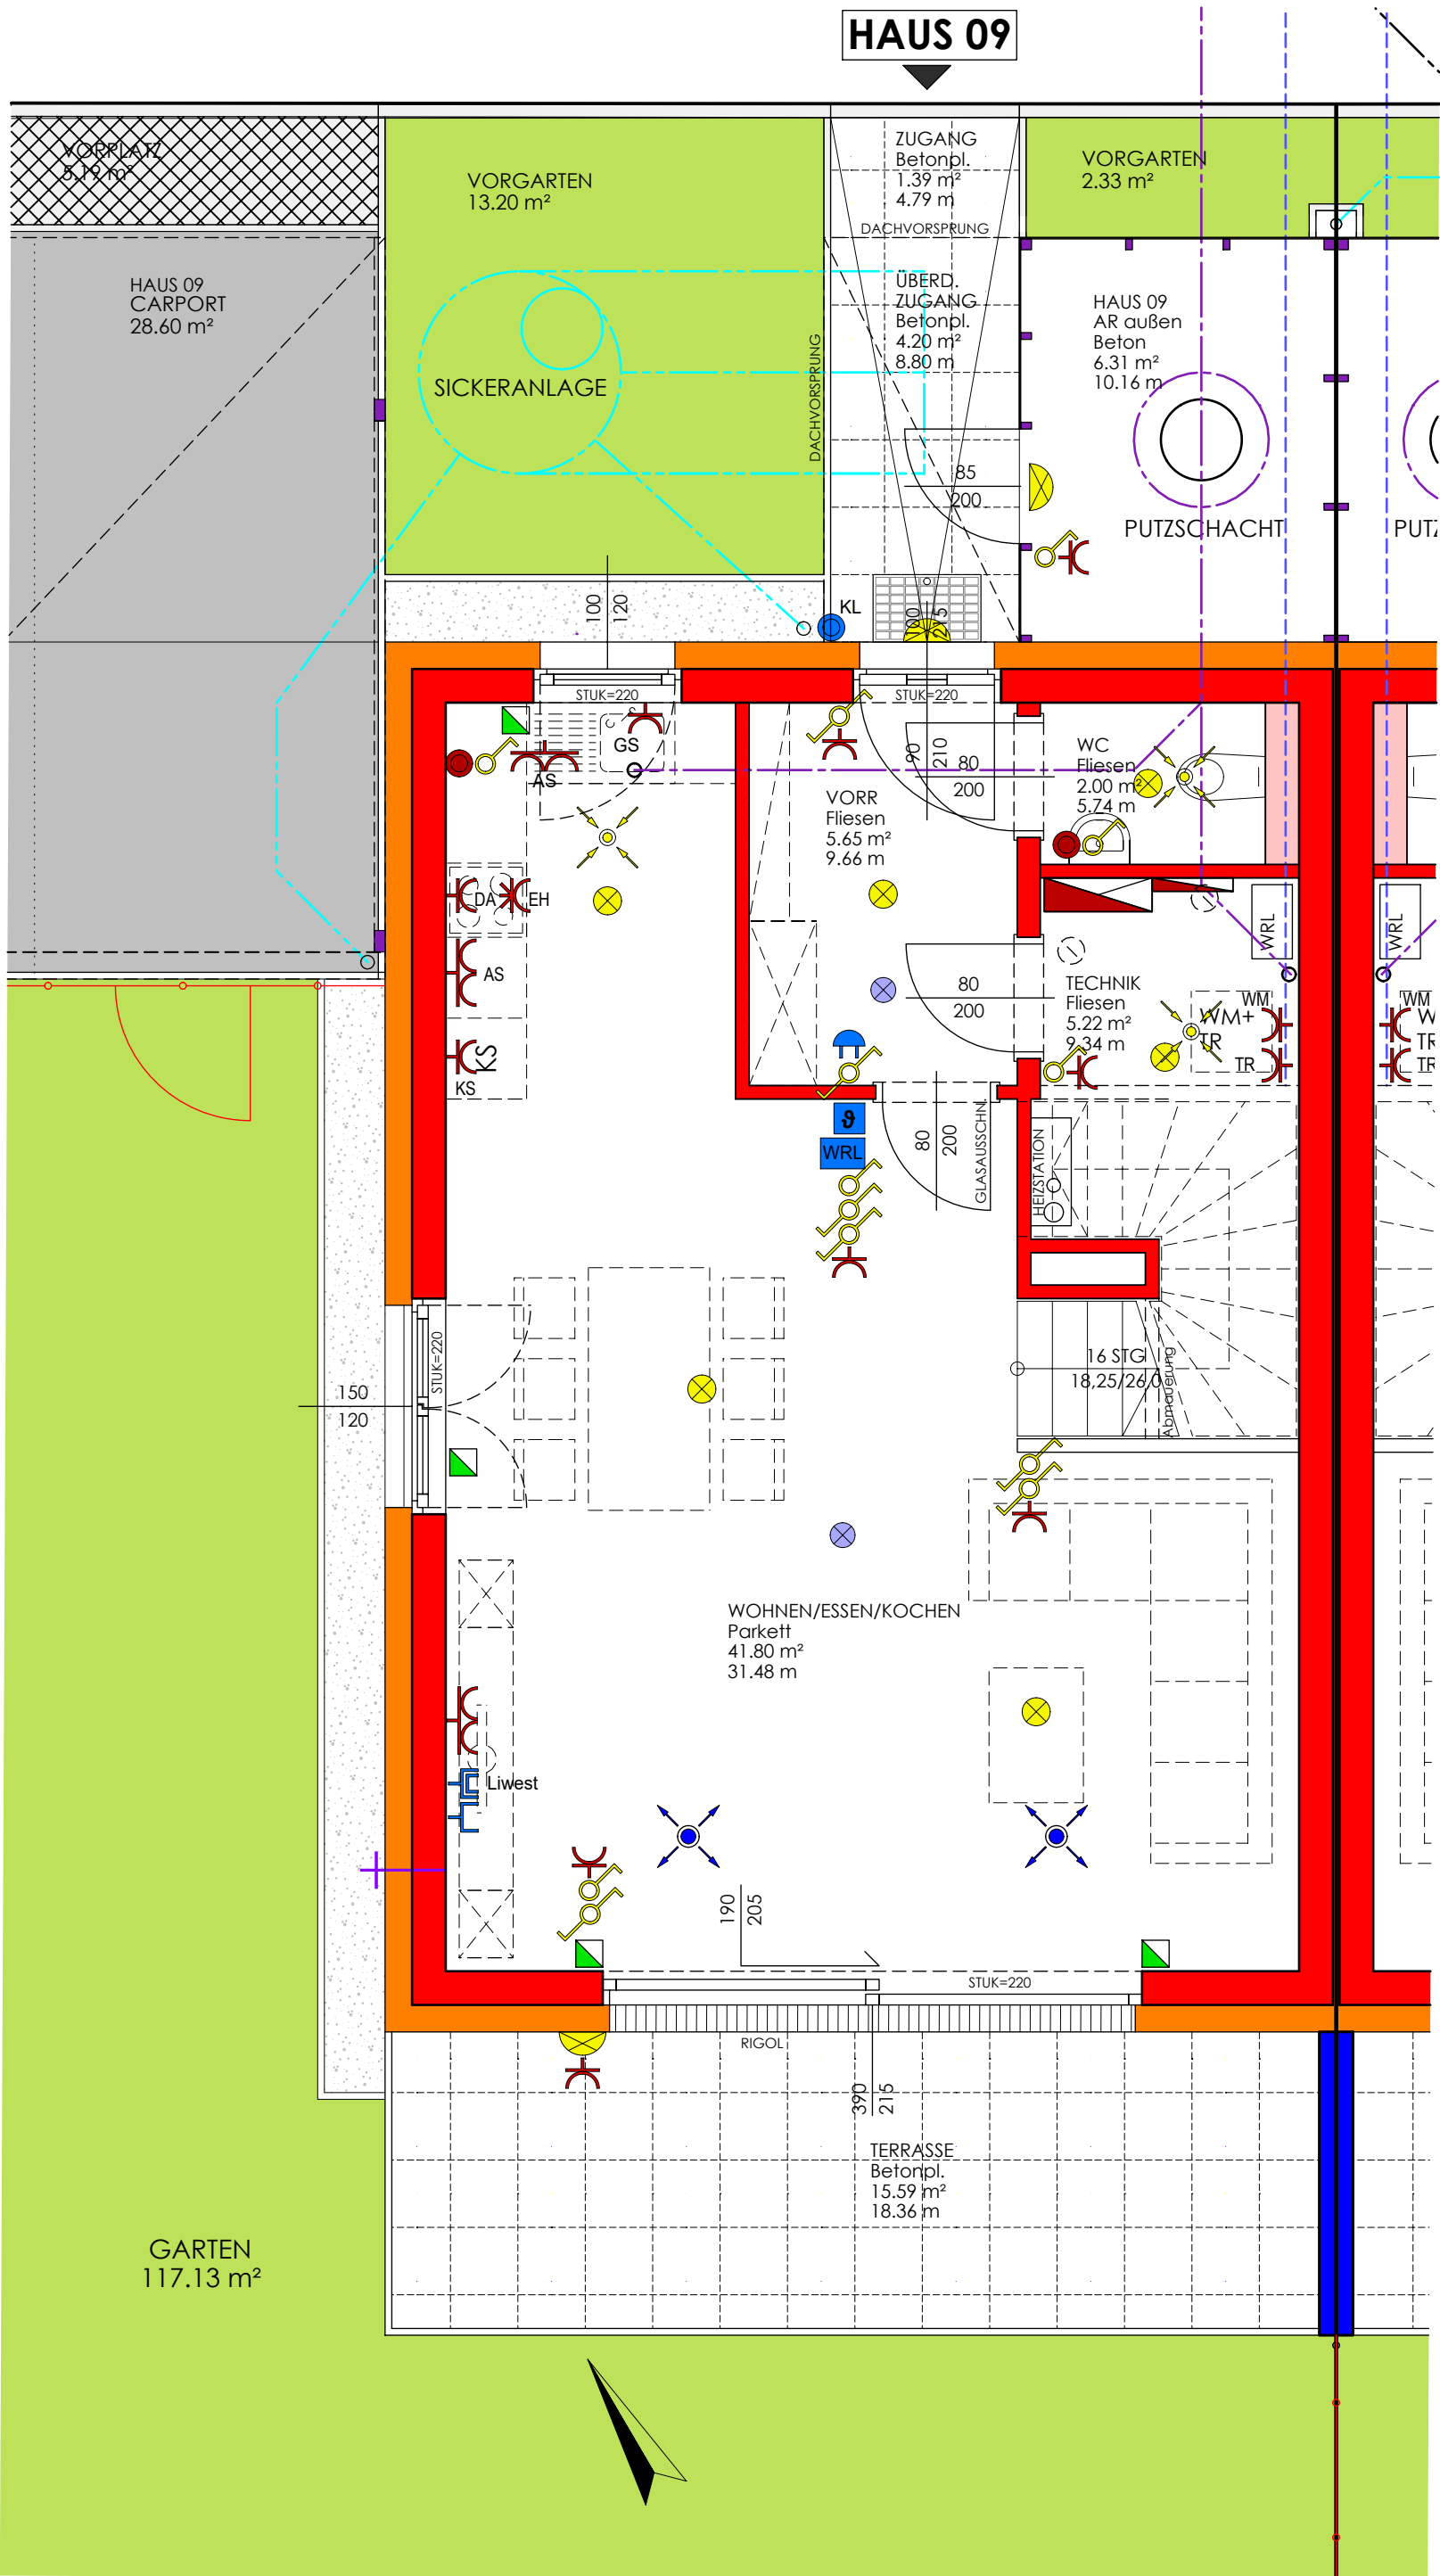 HAUS 09
VORPLATZ
5.19 m²
VORGARTEN
13.20 m²
ZUGANG
Betonpl.
1.39 m²
4.79 m
DACHVORSPRUNG
VORGARTEN
2.33 m²
HAUS 09
CARPORT
28.60 m²
SICKERANLAGE
DACHVORSPRUNG
ÜBERD.
ZUGANG
Betonpl.
4.20 m²
8.80 m
HAUS 09
AR außen
Beton
6.31 m²
10.16 m
85
200
PUTZSCHACHT
PUTZ
100
120
KL
100
215
STUK=220
STUK=220
GS
AS
VORR
Fliesen
5.65 m²
9.66 m
90
210
80
200
WC
Fliesen
2.00 m²
5.74 m
DA
EH
AS
KS
KS
80
200
TECHNIK
Fliesen
5.22 m²
9.34 m
WRL
WRL
WM
WM+
TR
TR
WM
W
TR
TR
ϑ
WRL
80
200
GLASAUSSCHN
HEIZSTATION
16 STG
18,25/26,0
Abmauerung
STUK=220
150
120
WOHNEN/ESSEN/KOCHEN
Parkett
41.80 m²
31.48 m
Liwest
190
205
STUK=220
RIGOL
390
215
TERRASSE
Betonpl.
15.59 m²
18.36 m
GARTEN
117.13 m²